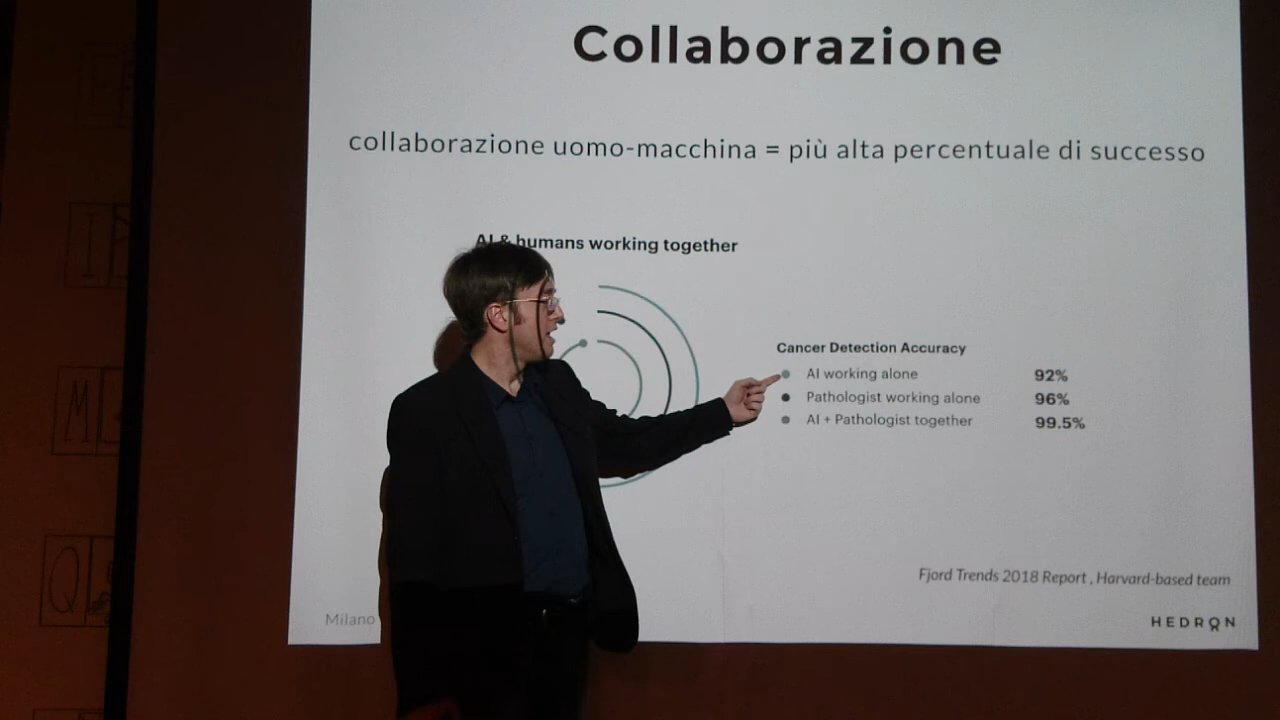 Collaborazione
collaborazione uomo-macchina = più alta percentuale di successo
AI & humans working together
Cancer Detection Accuracy
AI working alone 92%
Pathologist working alone 96%
AI + Pathologist together 99.5%
Fjord Trends 2018 Report , Harvard-based team
Milano
HEDRON
I
M
Q